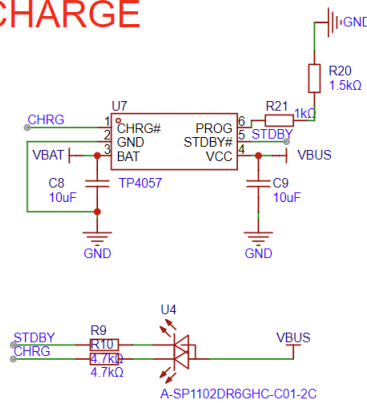 CHARGE
GND
R20
1.5kΩ
U7
R21
1kΩ
CHRG
1
CHRG#
PROG
6
2
GND
STDBY#
5
STDBY
VBAT
3
BAT
VCC
4
VBUS
C8
10uF
TP4057
C9
10uF
GND
GND
U4
STDBY
R9
VBUS
R10
CHRG
4.7kΩ
4.7kΩ
A-SP1102DR6GHC-C01-2C